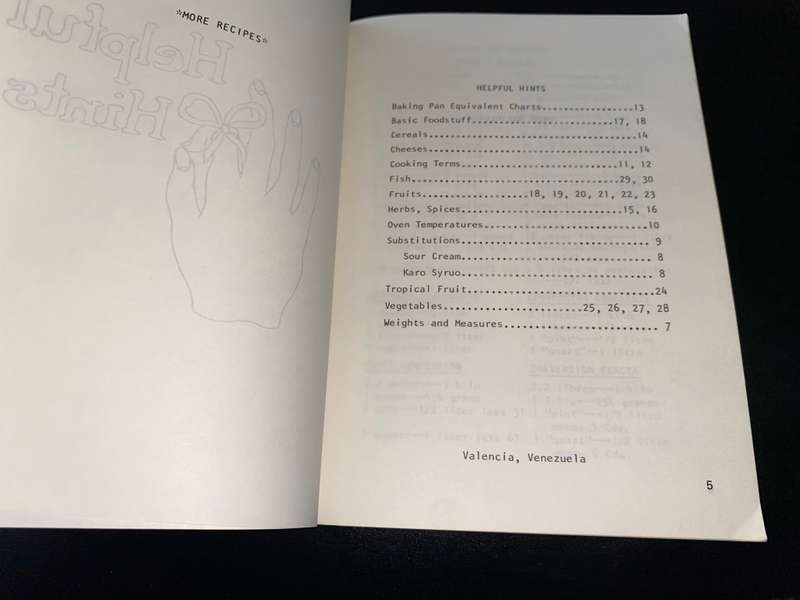 *MORE RECIPES*
Helpful
Hints
HELPFUL HINTS
Baking Pan Equivalent Charts.................13
Basic Foodstuff........................17, 18
Cereals.......................................14
Cheeses.......................................14
Cooking Terms...........................11, 12
Fish....................................29, 30
Fruits...................18, 19, 20, 21, 22, 23
Herbs, Spices...........................15, 16
Oven Temperatures............................10
Substitutions................................ 9
Sour Cream................................ 8
Karo Syruo................................ 8
Tropical Fruit................................24
Vegetables........................25, 26, 27, 28
Weights and Measures.......................... 7
Valencia, Venezuela
5